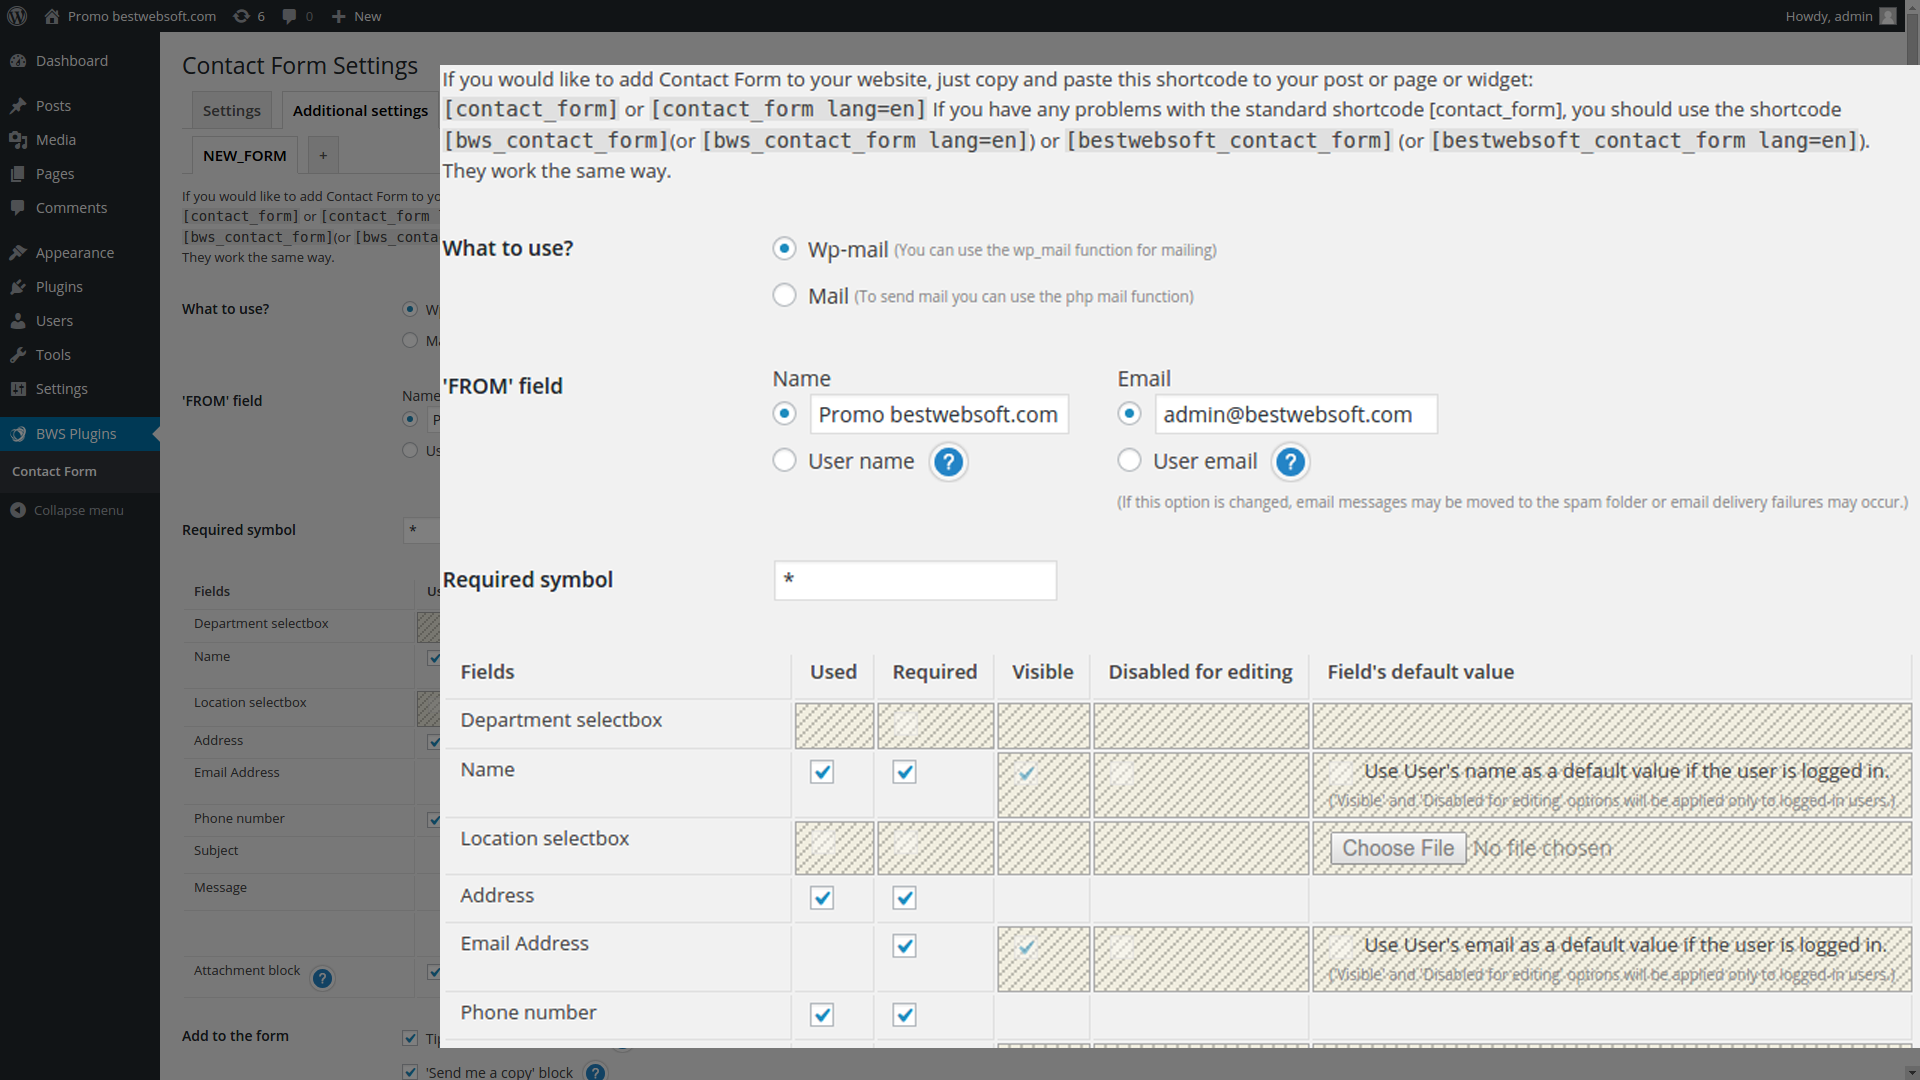 Promo bestwebsoft.com 6 0 New Howdy, admin
Dashboard
Posts
Media
Pages
Comments
Appearance
Plugins
Users
Tools
Settings
BWS Plugins
Contact Form
Collapse menu
Contact Form Settings
Settings Additional settings
NEW_FORM +
If you would like to add Contact Form to
[contact_form] or [contact_form
[bws_contact_form](or
They work the same way.
What to use?
'FROM' field
Name
Required symbol
*
Fields
Department selectbox
Name
Location selectbox
Address
Email Address
Phone number
Subject
Message
Attachment block ?
Add to the form
'Send me a copy' block ?
If you would like to add Contact Form to your website, just copy and paste this shortcode to your post or page or widget:
[contact_form] or [contact_form lang=en] If you have any problems with the standard shortcode [contact_form], you should use the shortcode
[bws_contact_form](or [bws_contact_form lang=en]) or [bestwebsoft_contact_form] (or [bestwebsoft_contact_form lang=en]).
They work the same way.
What to use?
Wp-mail (You can use the wp_mail function for mailing)
Mail (To send mail you can use the php mail function)
'FROM' field
Name Email
Promo bestwebsoft.com admin@bestwebsoft.com
User name ? User email ?
(If this option is changed, email messages may be moved to the spam folder or email delivery failures may occur.)
Required symbol *
Fields Used Required Visible Disabled for editing Field's default value
Department selectbox
Name Use User's name as a default value if the user is logged in.
('Visible' and 'Disabled for editing' options will be applied only to logged-in users.)
Location selectbox Choose File No file chosen
Address
Email Address Use User's email as a default value if the user is logged in.
('Visible' and 'Disabled for editing' options will be applied only to logged-in users.)
Phone number